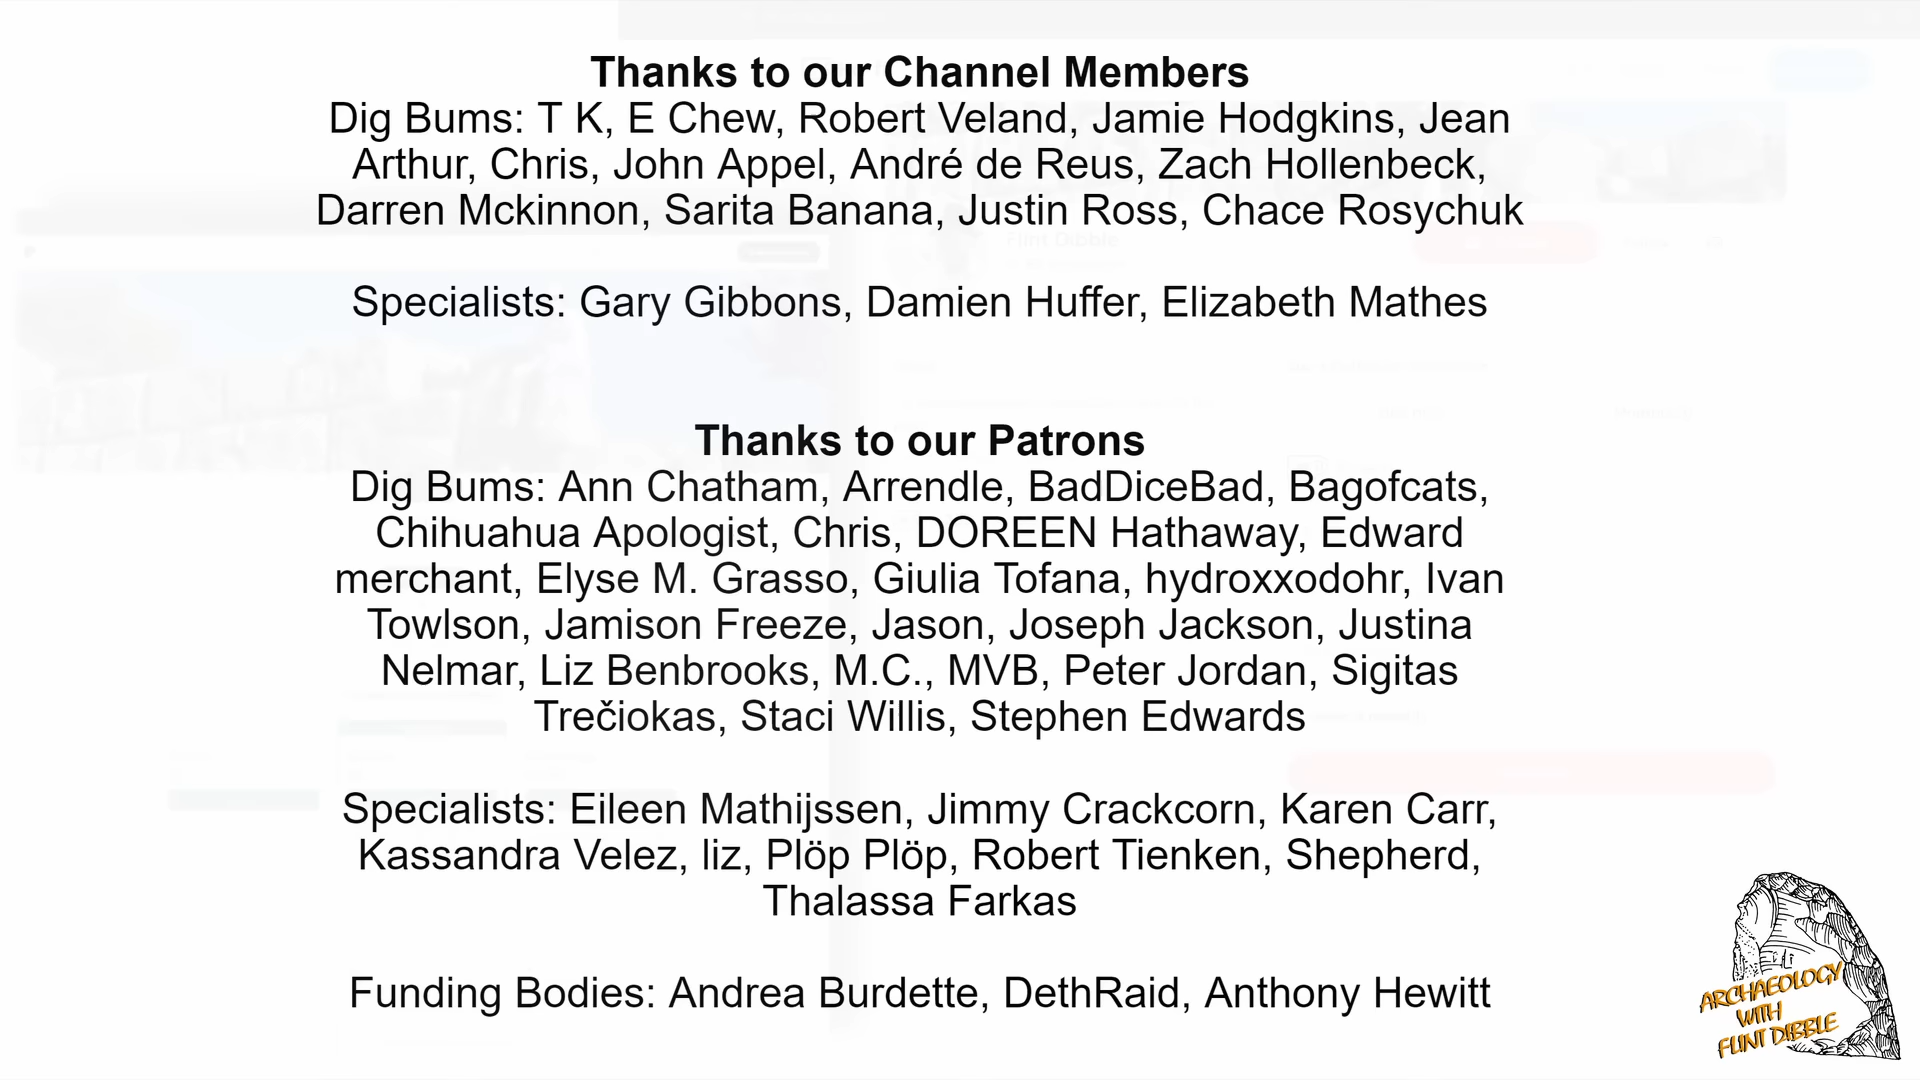 Thanks to our Channel Members
Dig Bums: T K, E Chew, Robert Veland, Jamie Hodgkins, Jean
Arthur, Chris, John Appel, André de Reus, Zach Hollenbeck,
Darren Mckinnon, Sarita Banana, Justin Ross, Chace Rosychuk
Flint Dibble
Specialists: Gary Gibbons, Damien Huffer, Elizabeth Mathes
Thanks to our Patrons
Dig Bums: Ann Chatham, Arrendle, BadDiceBad, Bagofcats,
Chihuahua Apologist, Chris, DOREEN Hathaway, Edward
merchant, Elyse M. Grasso, Giulia Tofana, hydroxxodohr, Ivan
Towlson, Jamison Freeze, Jason, Joseph Jackson, Justina
Nelmar, Liz Benbrooks, M.C., MVB, Peter Jordan, Sigitas
Trečiokas, Staci Willis, Stephen Edwards
Specialists: Eileen Mathijssen, Jimmy Crackcorn, Karen Carr,
Kassandra Velez, liz, Plöp Plöp, Robert Tienken, Shepherd,
Thalassa Farkas
Funding Bodies: Andrea Burdette, DethRaid, Anthony Hewitt
ARCHAEOLOGY
WITH
FLINT DIBBLE